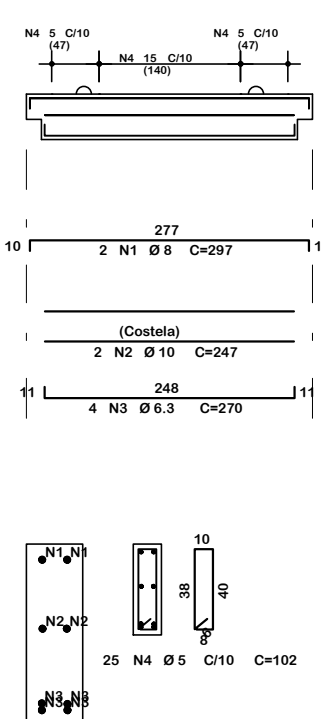 N4 5 C/10 N4 5 C/10
(47) (47)
N4 15 C/10
(140)
277
10 1
2 N1 Ø 8 C=297
(Costela)
2 N2 Ø 10 C=247
11 248 11
4 N3 Ø 6.3 C=270
10
N1 N1
38 40
N2 N2
8
25 N4 Ø 5 C/10 C=102
N3 N3
N3 N3